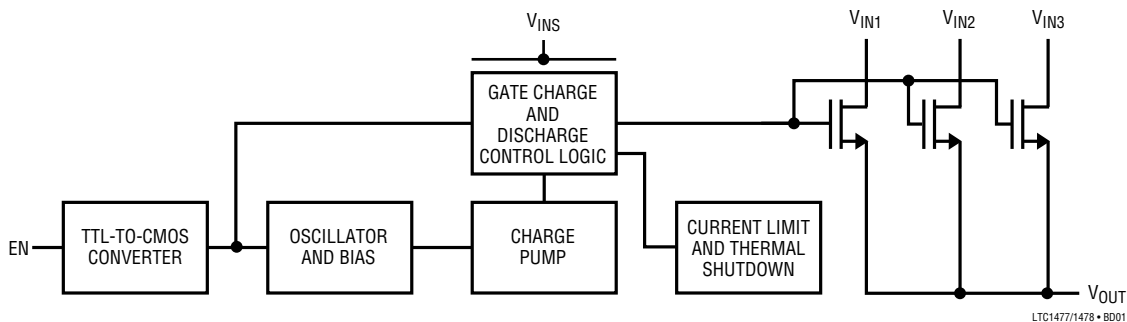 VINS
VIN1
VIN2
VIN3
GATE CHARGE
AND
DISCHARGE
CONTROL LOGIC
EN
TTL-TO-CMOS
CONVERTER
OSCILLATOR
AND BIAS
CHARGE
PUMP
CURRENT LIMIT
AND THERMAL
SHUTDOWN
VOUT
LTC1477/1478 • BD01